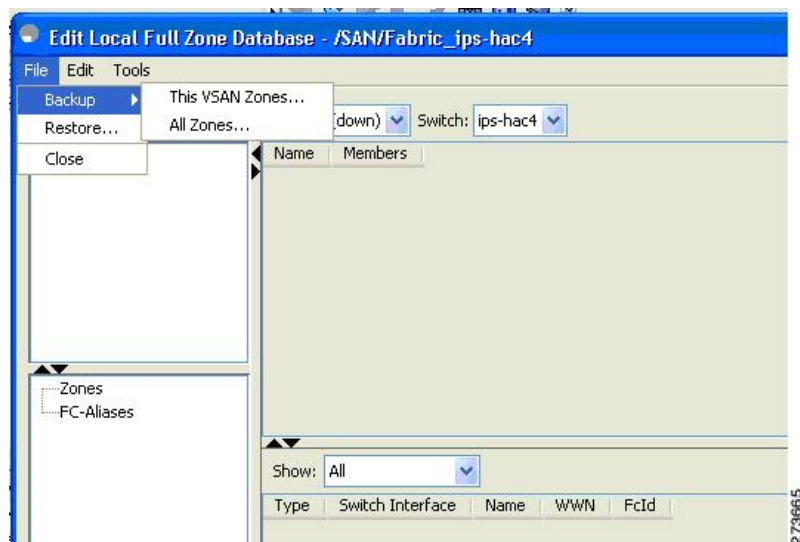 Edit Local Full Zone Database - /SAN/Fabric_ips-hac4
File Edit Tools
Backup This VSAN Zones...
Restore... All Zones...
Close
(down) Switch: ips-hac4
Name Members
Zones
FC-Aliases
Show: All
Type Switch Interface Name WWN FcId
273665